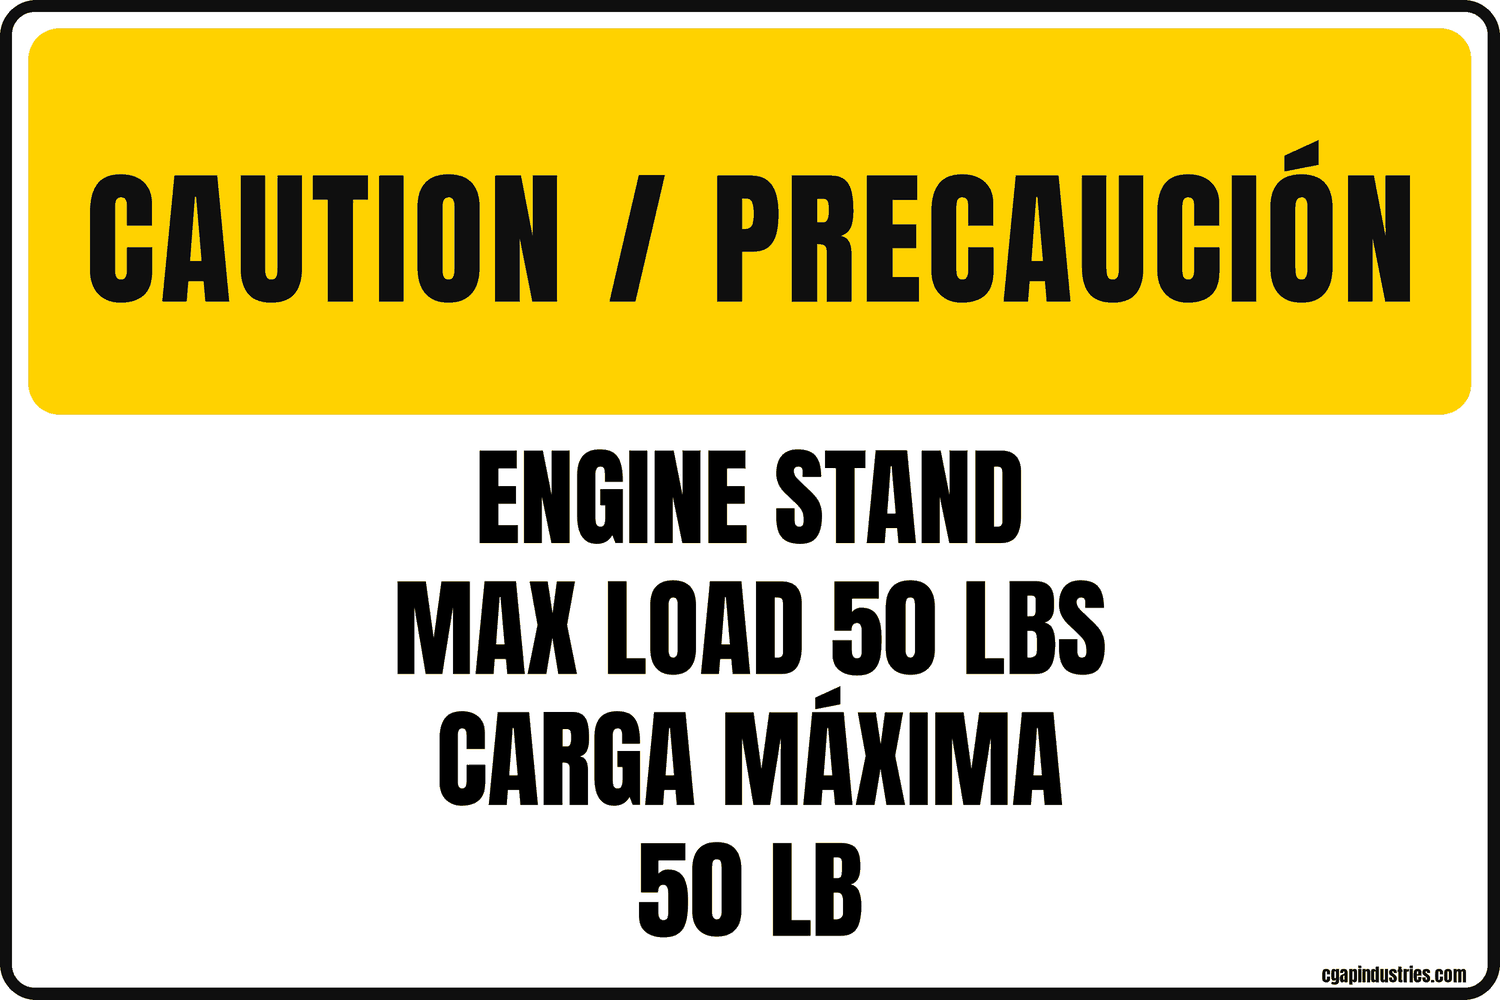 CAUTION / PRECAUCIÓN
ENGINE STAND
MAX LOAD 50 LBS
CARGA MÁXIMA
50 LB
cgapindustries.com